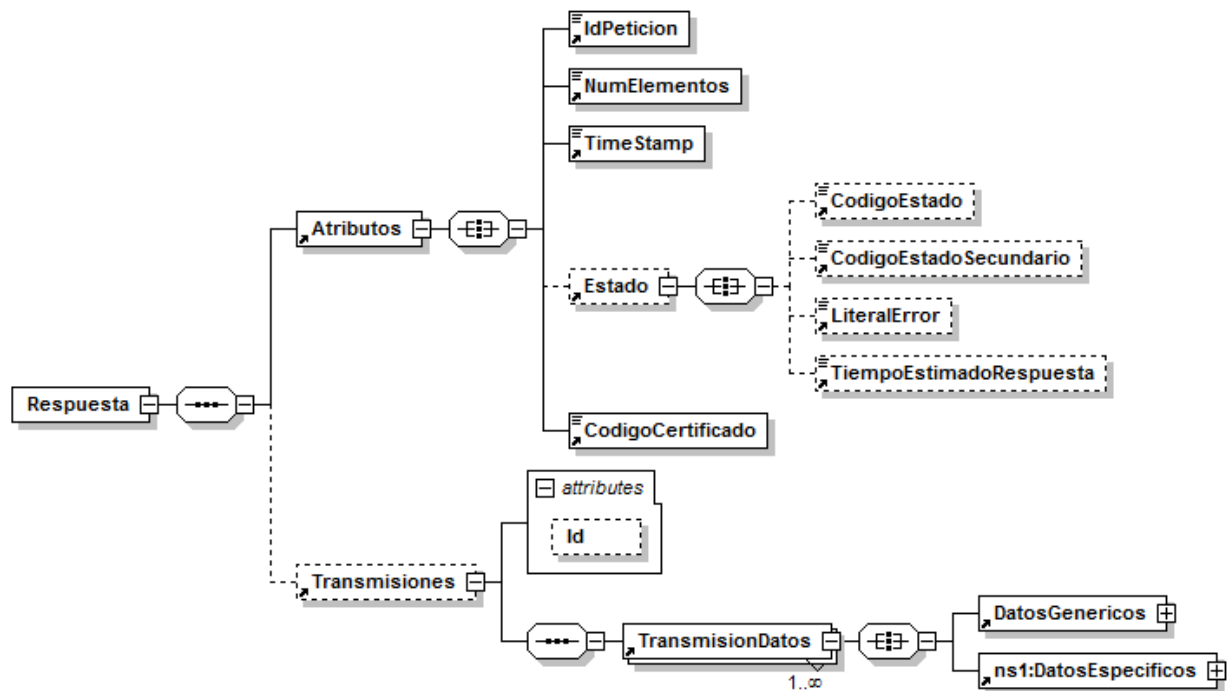 IdPeticion
NumElementos
TimeStamp
CodigoEstado
Atributos
CodigoEstadoSecundario
Estado
LiteralError
TiempoEstimadoRespuesta
Respuesta
CodigoCertificado
attributes
Id
Transmisiones
DatosGenericos
TransmisionDatos
1..∞
ns1:DatosEspecificos